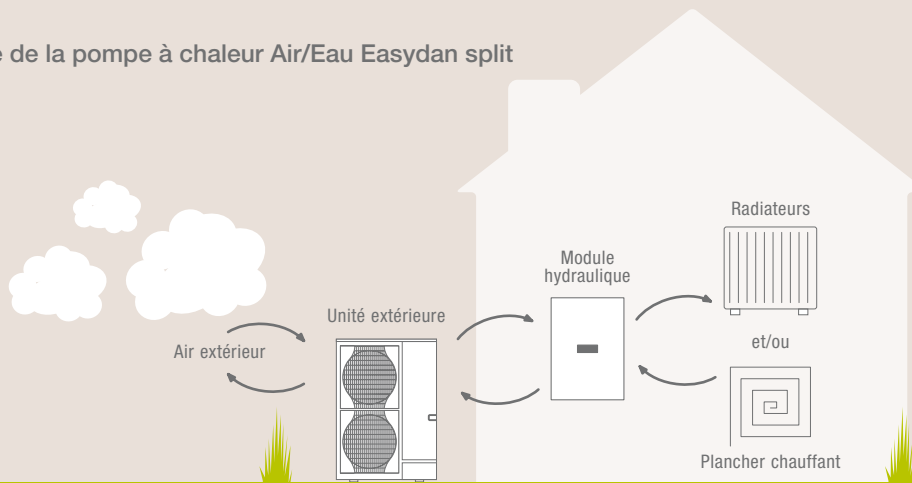 de la pompe à chaleur Air/Eau Easydan split
Radiateurs
Module
hydraulique
Unité extérieure
Air extérieur
et/ou
Plancher chauffant